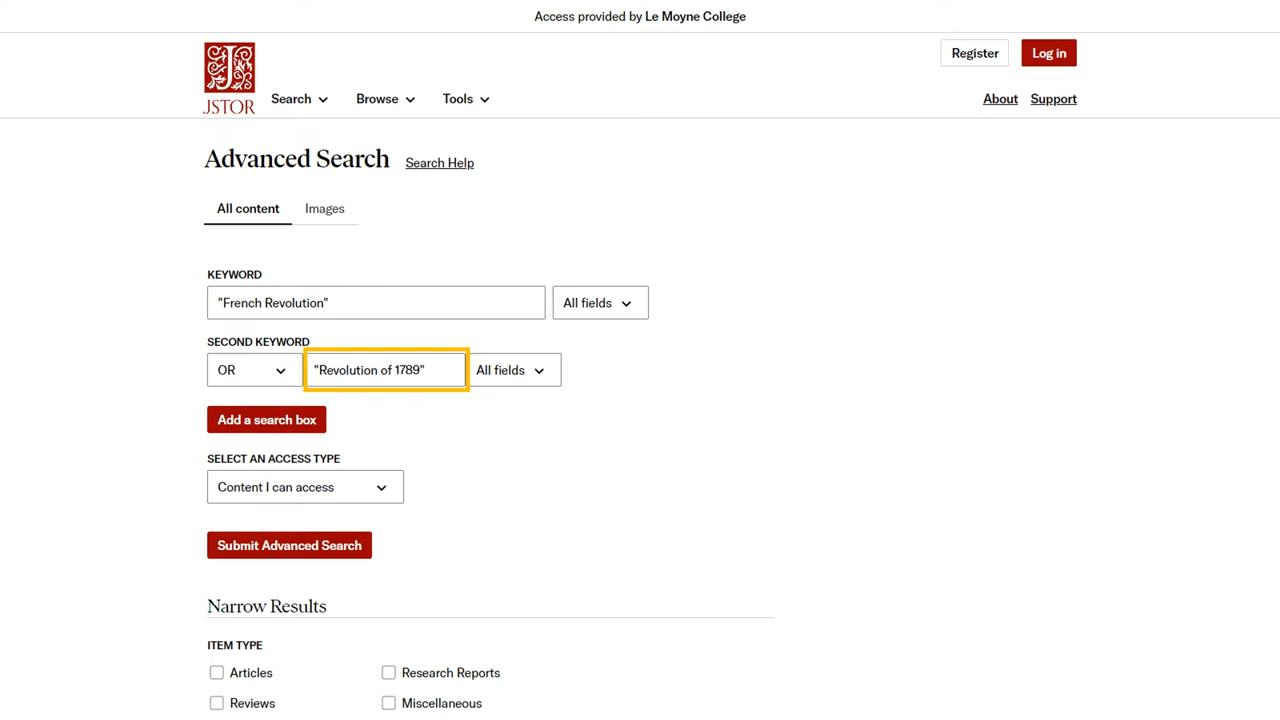 Access provided by Le Moyne College
Register Log in
JSTOR
Search Browse Tools
About Support
Advanced Search Search Help
All content Images
KEYWORD
"French Revolution" All fields
SECOND KEYWORD
OR "Revolution of 1789" All fields
Add a search box
SELECT AN ACCESS TYPE
Content I can access
Submit Advanced Search
Narrow Results
ITEM TYPE
Articles Research Reports
Reviews Miscellaneous